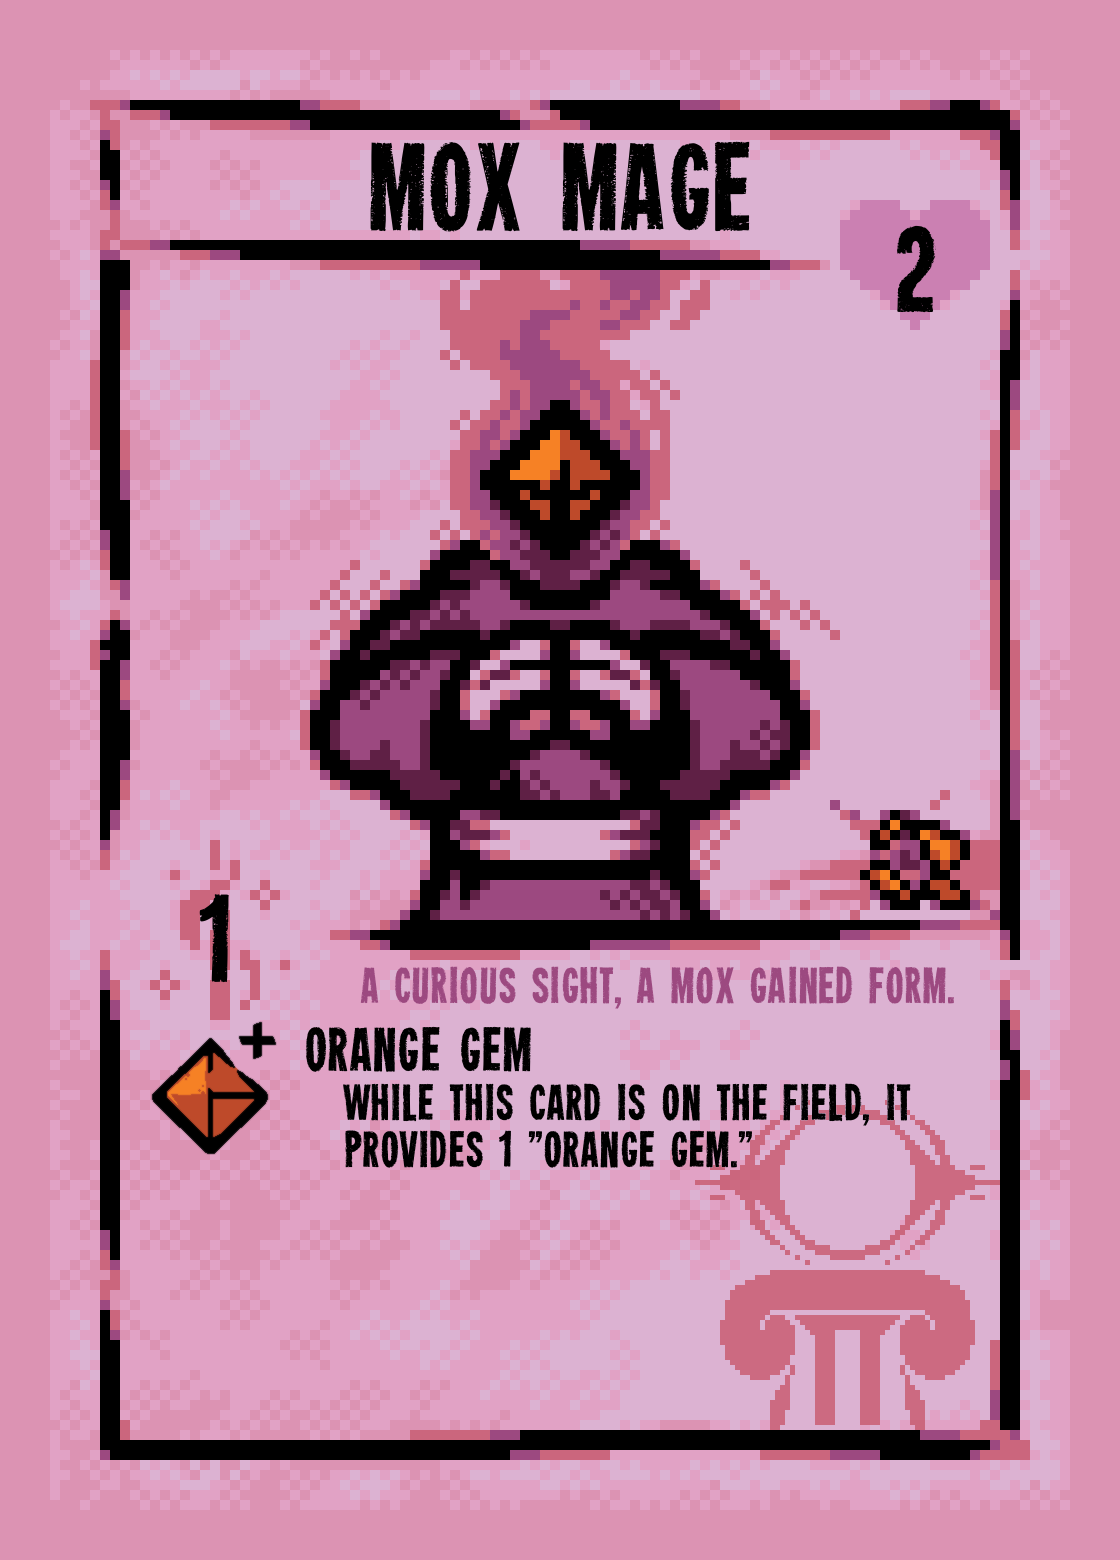 MOX MAGE
2
1
A CURIOUS SIGHT, A MOX GAINED FORM.
+
ORANGE GEM
WHILE THIS CARD IS ON THE FIELD, IT
PROVIDES 1 "ORANGE GEM."